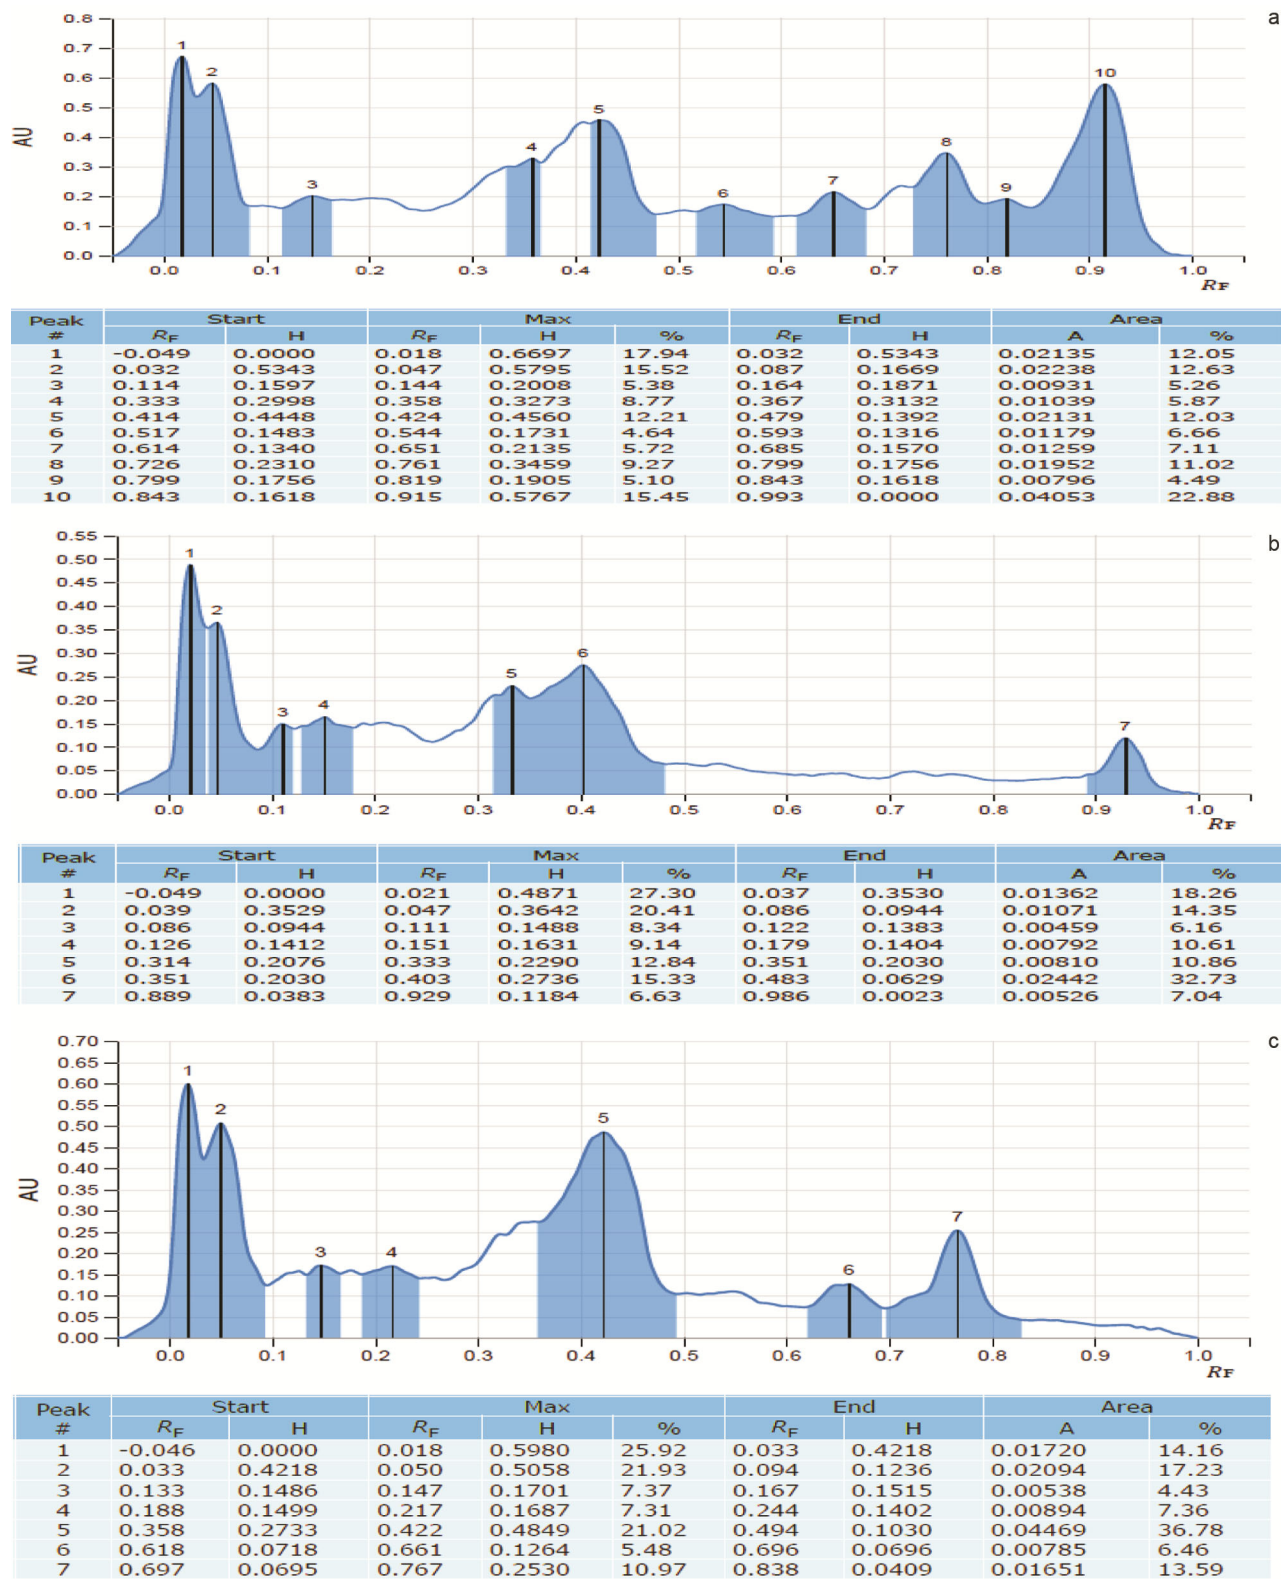 a
0.8
0.7
0.6
0.5
0.4
0.3
0.2
0.1
0.0
AU
1 2 3 4 5 6 7 8 9 10
0.0 0.1 0.2 0.3 0.4 0.5 0.6 0.7 0.8 0.9 1.0
RF
Peak Start Max End Area
# RF H RF H % RF H A %
1 -0.049 0.0000 0.018 0.6697 17.94 0.032 0.5343 0.02135 12.05
2 0.032 0.5343 0.047 0.5795 15.52 0.087 0.1669 0.02238 12.63
3 0.114 0.1597 0.144 0.2008 5.38 0.164 0.1871 0.00931 5.26
4 0.333 0.2998 0.358 0.3273 8.77 0.367 0.3132 0.01039 5.87
5 0.414 0.4448 0.424 0.4560 12.21 0.479 0.1392 0.02131 12.03
6 0.517 0.1483 0.544 0.1731 4.64 0.593 0.1316 0.01179 6.66
7 0.614 0.1340 0.651 0.2135 5.72 0.685 0.1570 0.01259 7.11
8 0.726 0.2310 0.761 0.3459 9.27 0.799 0.1756 0.01952 11.02
9 0.799 0.1756 0.819 0.1905 5.10 0.843 0.1618 0.00796 4.49
10 0.843 0.1618 0.915 0.5767 15.45 0.993 0.0000 0.04053 22.88
b
0.55
0.50
0.45
0.40
0.35
0.30
0.25
0.20
0.15
0.10
0.05
0.00
AU
1 2 3 4 5 6 7
0.0 0.1 0.2 0.3 0.4 0.5 0.6 0.7 0.8 0.9 1.0
RF
Peak Start Max End Area
# RF H RF H % RF H A %
1 -0.049 0.0000 0.021 0.4871 27.30 0.037 0.3530 0.01362 18.26
2 0.039 0.3529 0.047 0.3642 20.41 0.086 0.0944 0.01071 14.35
3 0.086 0.0944 0.111 0.1488 8.34 0.122 0.1383 0.00459 6.16
4 0.126 0.1412 0.151 0.1631 9.14 0.179 0.1404 0.00792 10.61
5 0.314 0.2076 0.333 0.2290 12.84 0.351 0.2030 0.00810 10.86
6 0.351 0.2030 0.403 0.2736 15.33 0.483 0.0629 0.02442 32.73
7 0.889 0.0383 0.929 0.1184 6.63 0.986 0.0023 0.00526 7.04
c
0.70
0.65
0.60
0.55
0.50
0.45
0.40
0.35
0.30
0.25
0.20
0.15
0.10
0.05
0.00
AU
1 2 3 4 5 6 7
0.0 0.1 0.2 0.3 0.4 0.5 0.6 0.7 0.8 0.9 1.0
RF
Peak Start Max End Area
# RF H RF H % RF H A %
1 -0.046 0.0000 0.018 0.5980 25.92 0.033 0.4218 0.01720 14.16
2 0.033 0.4218 0.050 0.5058 21.93 0.094 0.1236 0.02094 17.23
3 0.133 0.1486 0.147 0.1701 7.37 0.167 0.1515 0.00538 4.43
4 0.188 0.1499 0.217 0.1687 7.31 0.244 0.1402 0.00894 7.36
5 0.358 0.2733 0.422 0.4849 21.02 0.494 0.1030 0.04469 36.78
6 0.618 0.0718 0.661 0.1264 5.48 0.696 0.0696 0.00785 6.46
7 0.697 0.0695 0.767 0.2530 10.97 0.838 0.0409 0.01651 13.59